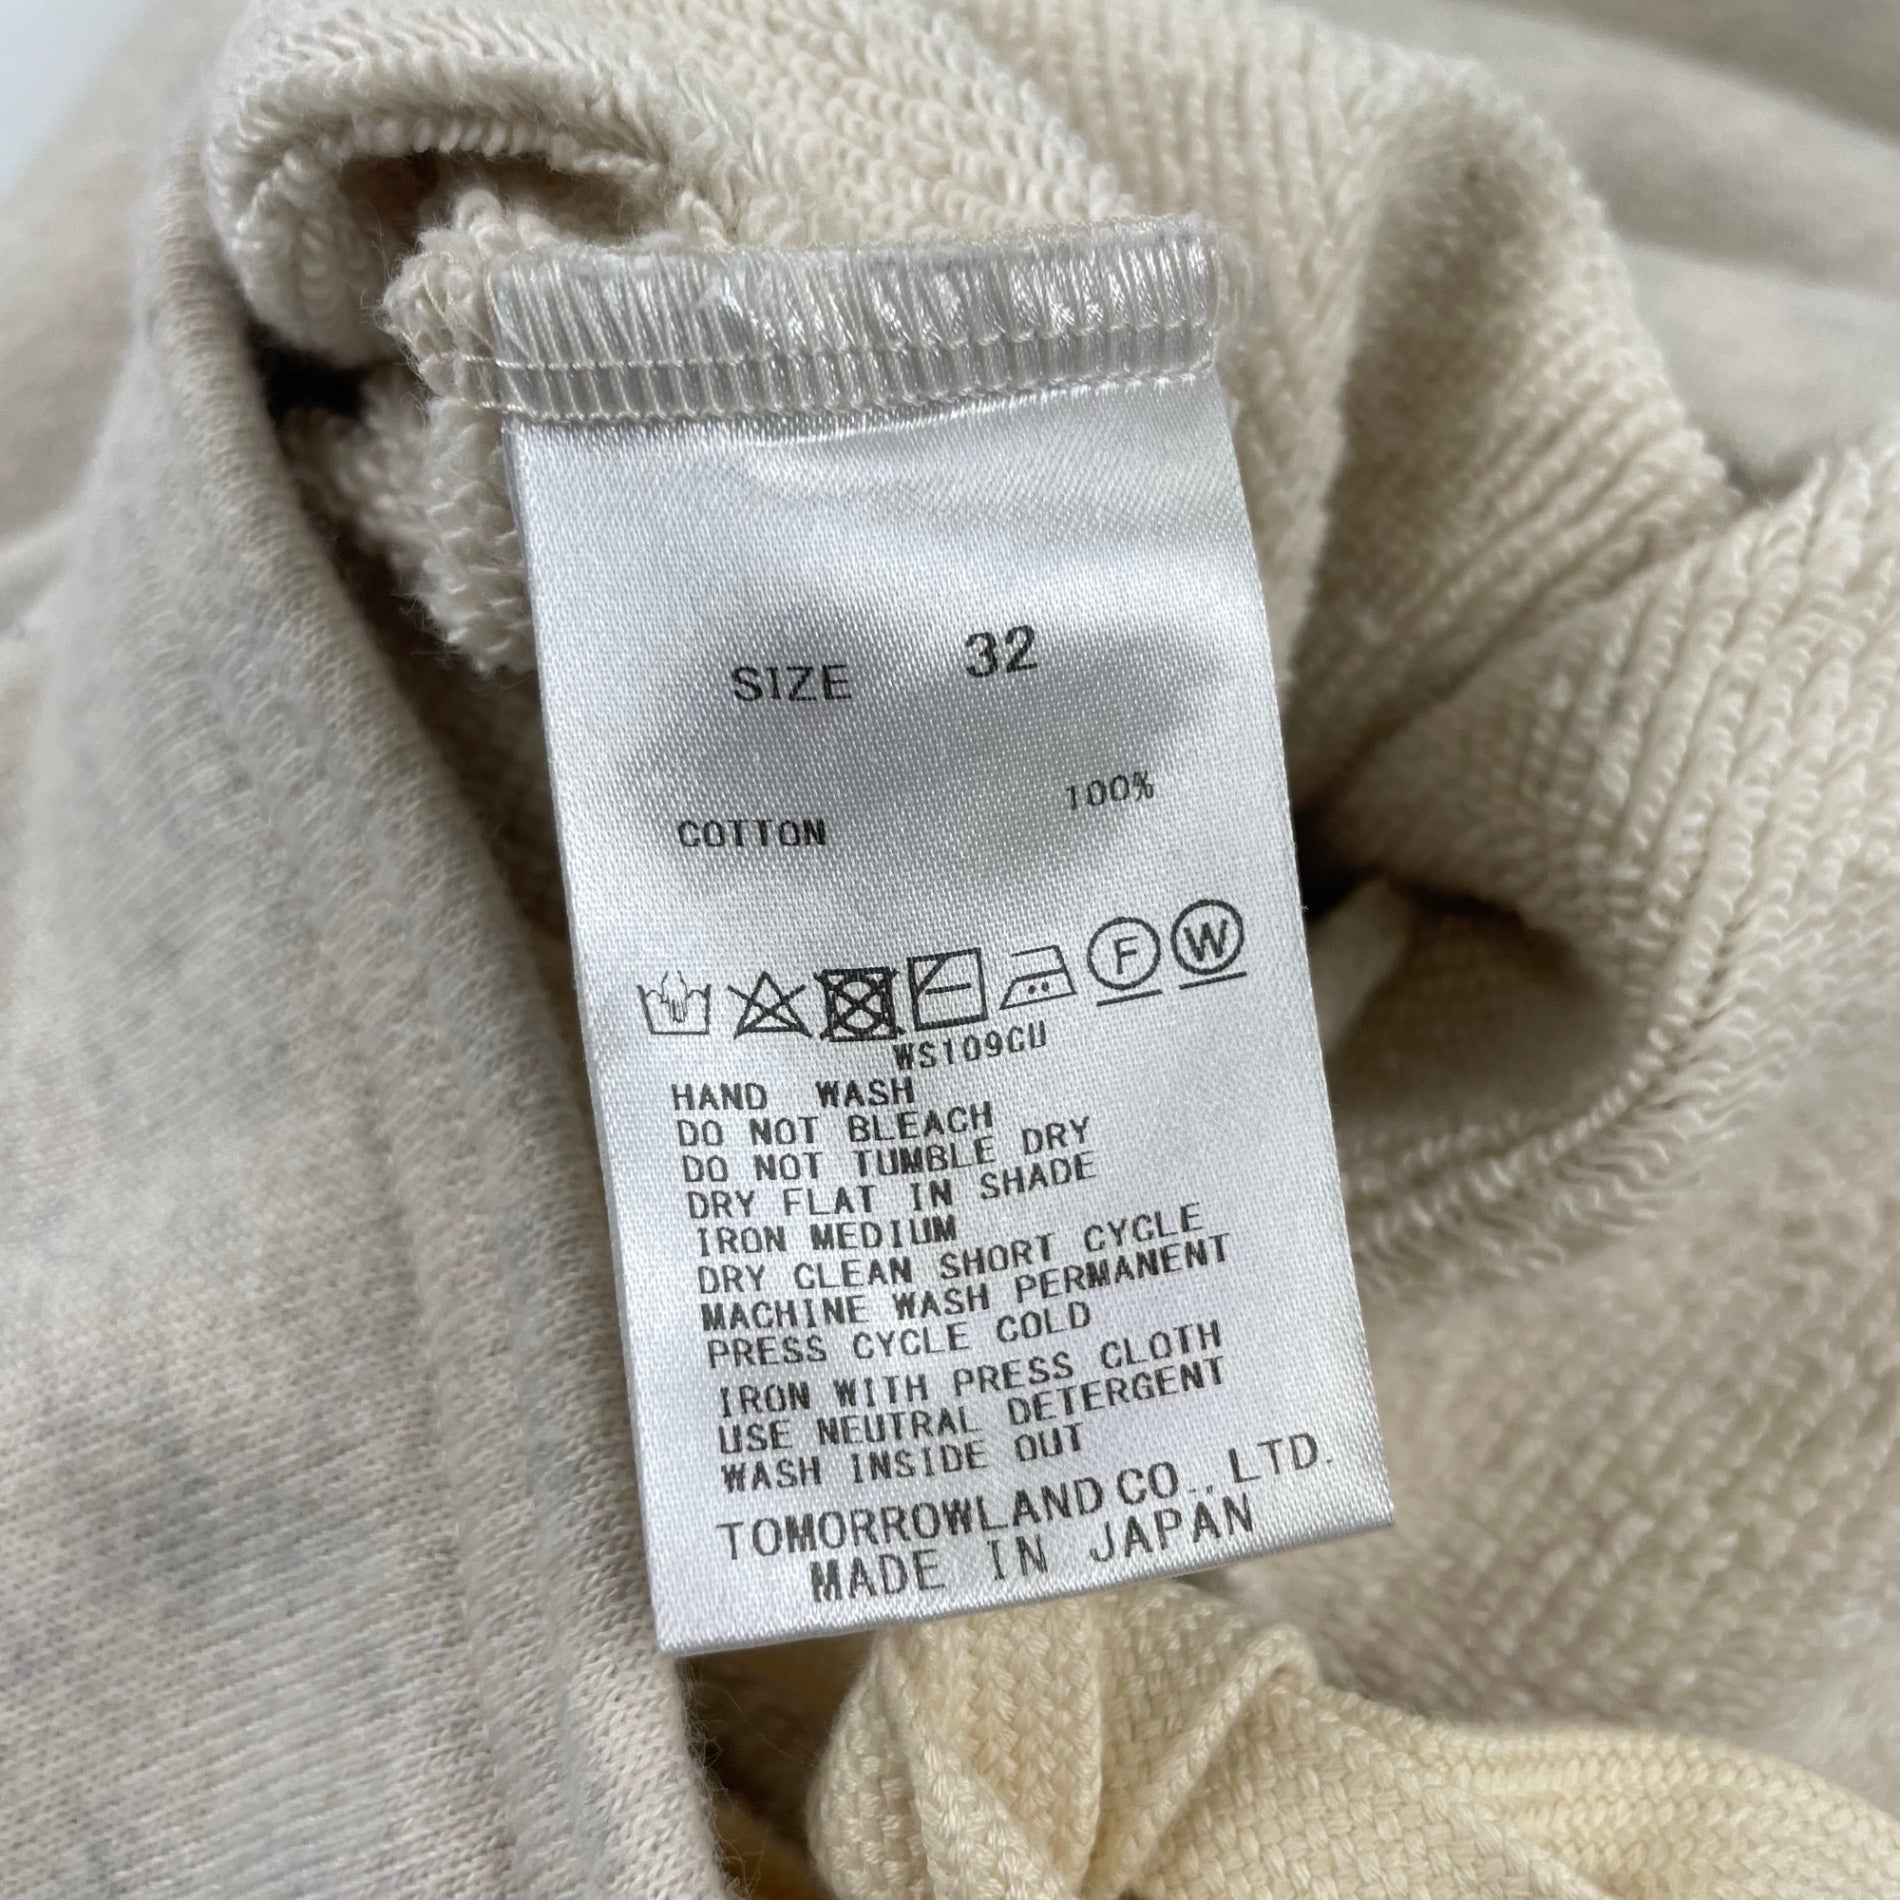 SIZE 32
COTTON 100%
F W
WS109CU
HAND WASH
DO NOT BLEACH
DO NOT TUMBLE DRY
DRY FLAT IN SHADE
IRON MEDIUM
DRY CLEAN SHORT CYCLE
MACHINE WASH PERMANENT
PRESS CYCLE COLD
IRON WITH PRESS CLOTH
USE NEUTRAL DETERGENT
WASH INSIDE OUT
TOMORROWLAND CO., LTD.
MADE IN JAPAN